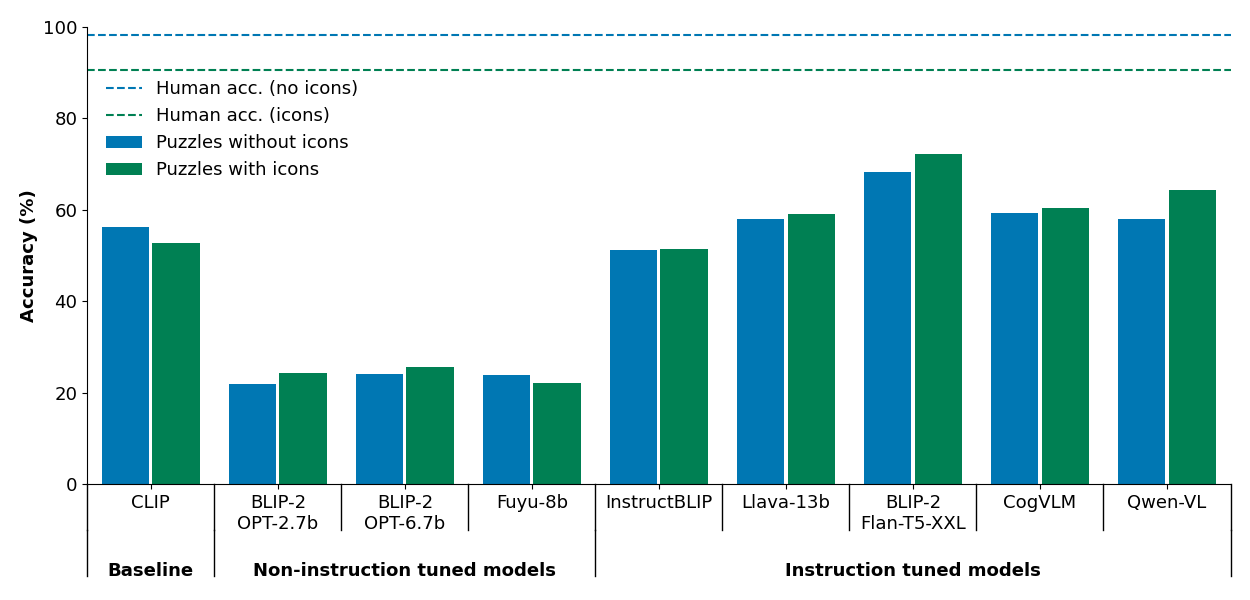 100
80
60
40
20
0
Accuracy (%)
Human acc. (no icons)
Human acc. (icons)
Puzzles without icons
Puzzles with icons
CLIP
BLIP-2
OPT-2.7b
BLIP-2
OPT-6.7b
Fuyu-8b
InstructBLIP
Llava-13b
BLIP-2
Flan-T5-XXL
CogVLM
Qwen-VL
Baseline
Non-instruction tuned models
Instruction tuned models